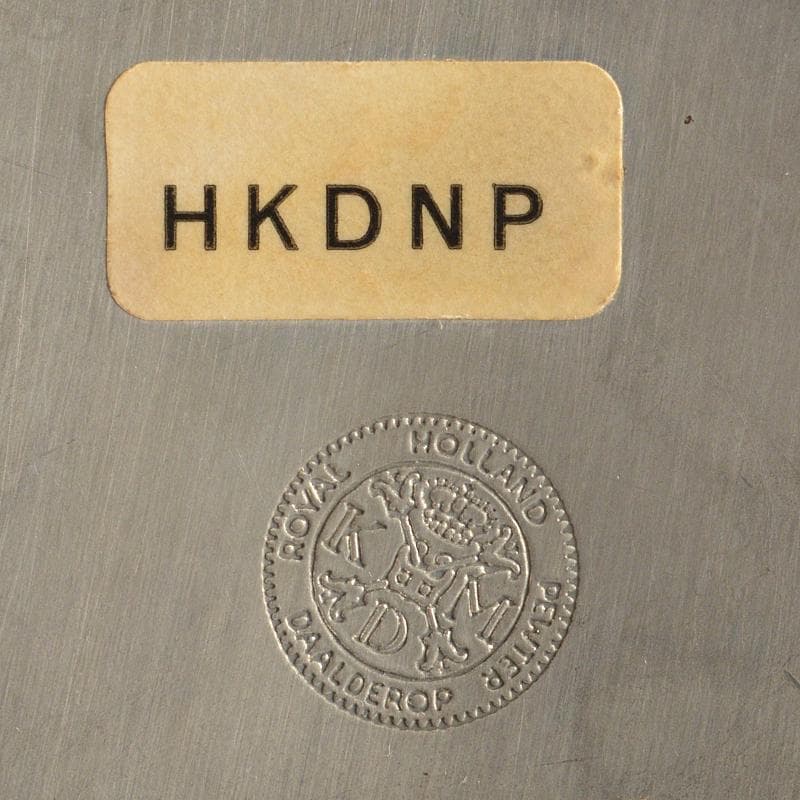 HKDNP
ROYAL HOLLAND PEWTER DAALDEROP
K M D